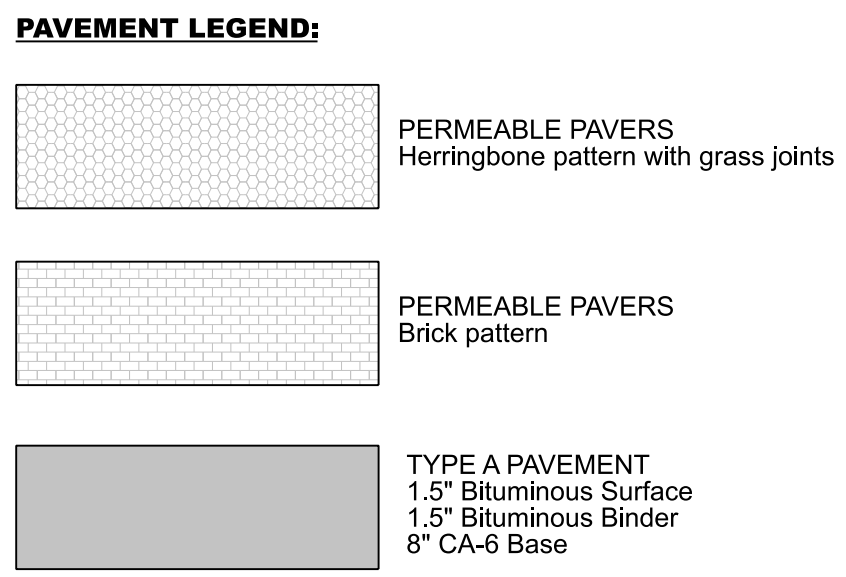 PAVEMENT LEGEND:
PERMEABLE PAVERS
Herringbone pattern with grass joints
PERMEABLE PAVERS
Brick pattern
TYPE A PAVEMENT
1.5" Bituminous Surface
1.5" Bituminous Binder
8" CA-6 Base